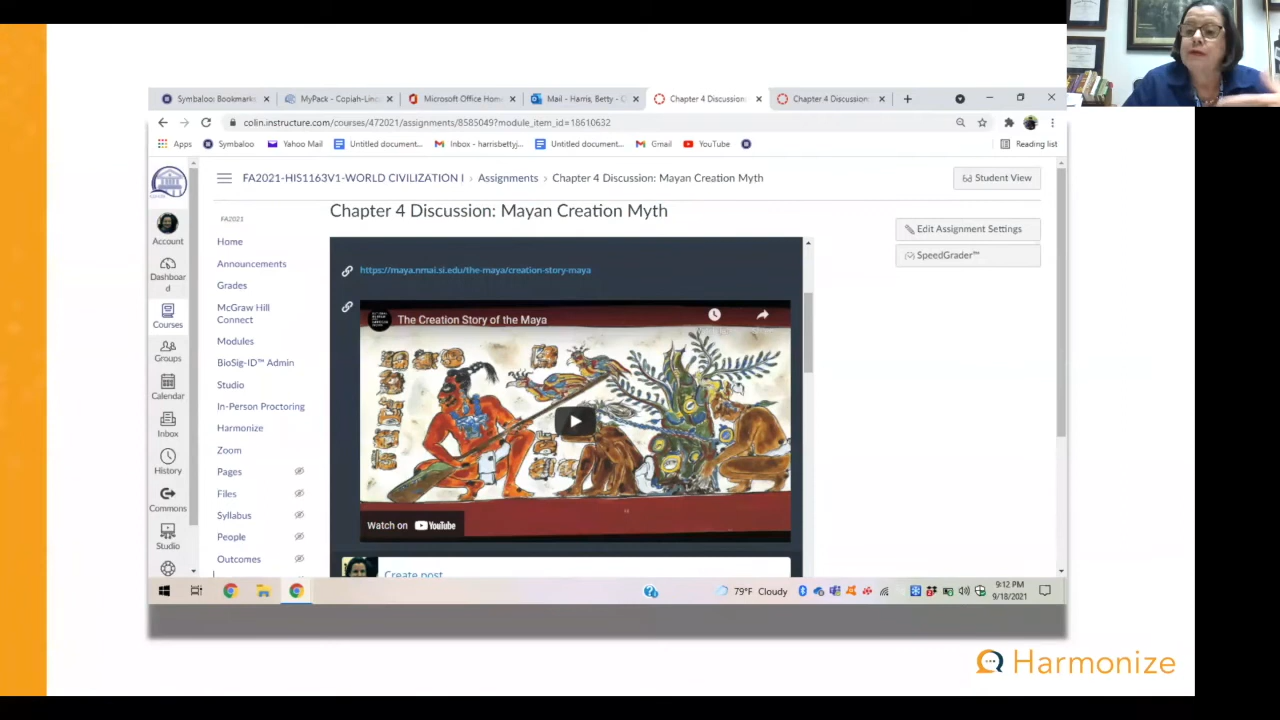 Symbaloo Bookmarks
MyPack - Copiah-Linco
Microsoft Office Hom
Mail - Harris, Betty - O
Chapter 4 Discussion:
Chapter 4 Discussion:
colin.instructure.com/courses/472021/assignments/8585049?module_item_id=18610632
Apps
Symbaloo
Yahoo Mail
Untitled document...
Inbox - harrisbettyj...
Untitled document...
Gmail
YouTube
Reading list
FA2021-HIS1163V1-WORLD CIVILIZATION I › Assignments › Chapter 4 Discussion: Mayan Creation Myth
Student View
Account
Dashboar
d
Courses
Groups
Calendar
Inbox
History
Commons
Studio
FA2021
Home
Announcements
Grades
McGraw Hill
Connect
Modules
BioSig-ID™ Admin
Studio
In-Person Proctoring
Harmonize
Zoom
Pages
Files
Syllabus
People
Outcomes
Chapter 4 Discussion: Mayan Creation Myth
https://maya.nmai.si.edu/the-maya/creation-story-maya
The Creation Story of the Maya
Watch on YouTube
Create post
Edit Assignment Settings
SpeedGrader™
79°F Cloudy
9:12 PM
9/18/2021
Harmonize